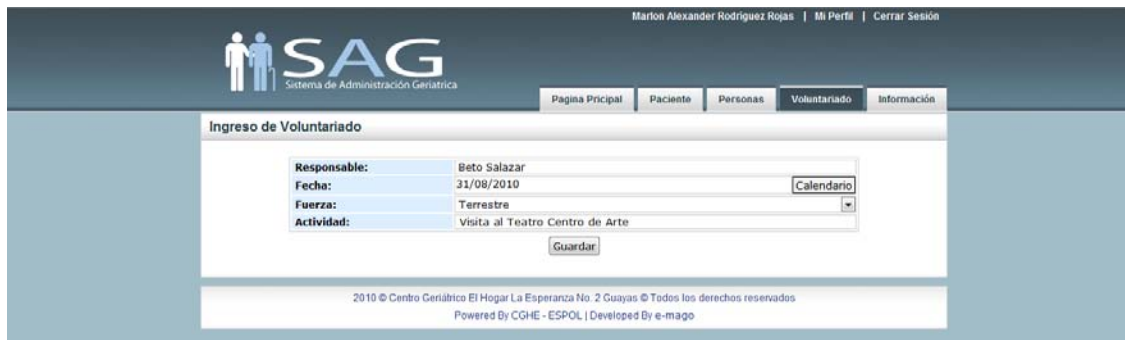 Marlon Alexander Rodriguez Rojas | Mi Perfil | Cerrar Sesión
SAG
Sistema de Administración Geriatrica
Pagina Pricipal Paciente Personas Voluntariado Información
Ingreso de Voluntariado
Responsable: Beto Salazar
Fecha: 31/08/2010 Calendario
Fuerza: Terrestre
Actividad: Visita al Teatro Centro de Arte
Guardar
2010 © Centro Geriátrico El Hogar La Esperanza No. 2 Guayas © Todos los derechos reservados
Powered By CGHE - ESPOL | Developed By e-mago